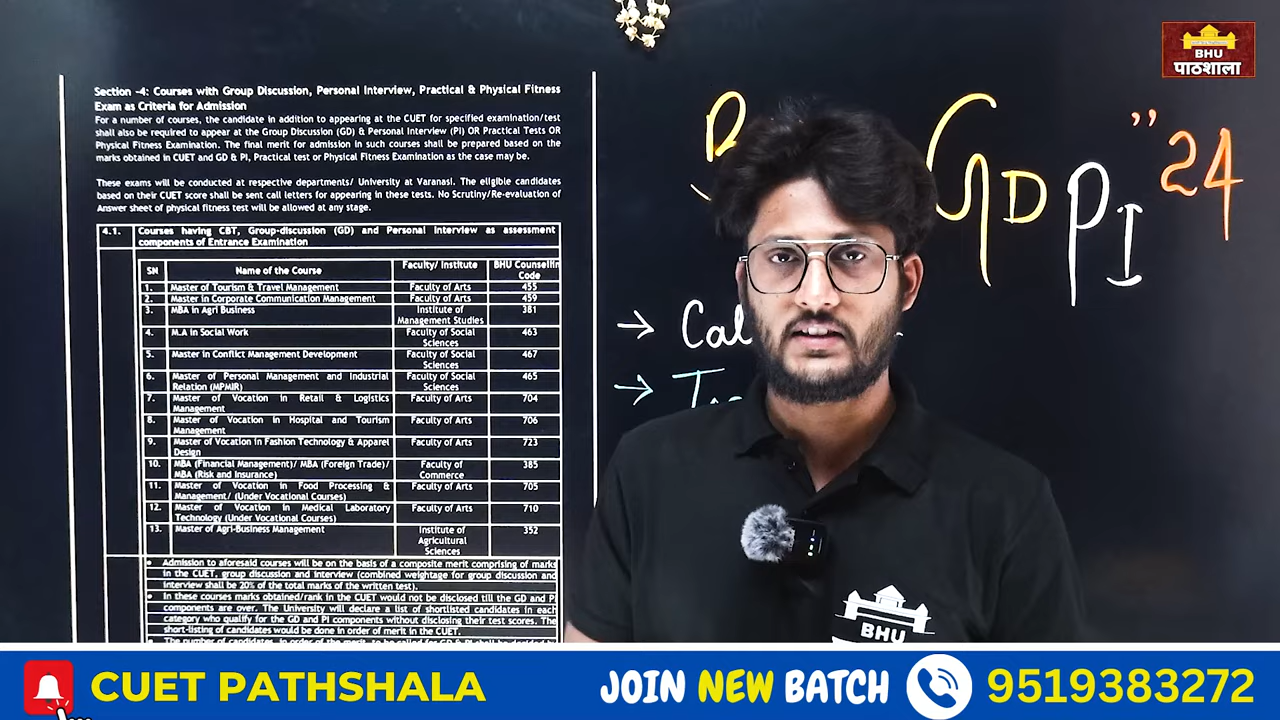 BHU
पाठशाला
Section -4: Courses with Group Discussion, Personal Interview, Practical & Physical Fitness
Exam as Criteria for Admission
For a number of courses, the candidate in addition to appearing at the CUET for specified examination/test
shall also be required to appear at the Group Discussion (GD) & Personal Interview (PI) OR Practical Tests OR
Physical Fitness Examination. The final merit for admission in such courses shall be prepared based on the
marks obtained in CUET and GD & PI, Practical test or Physical Fitness Examination as the case may be.
These exams will be conducted at respective departments/ University at Varanasi. The eligible candidates
based on their CUET score shall be sent call letters for appearing in these tests. No Scrutiny/Re-evaluation of
Answer sheet of physical fitness test will be allowed at any stage.
4.1. Courses having CBT, Group-discussion (GD) and Personal Interview as assessment
components of Entrance Examination
SN Name of the Course Faculty/ Institute BHU Counsellin
Code
1. Master of Tourism & Travel Management Faculty of Arts 455
2. Master in Corporate Communication Management Faculty of Arts 459
3. MBA in Agri Business Institute of 381
Management Studies
4. M.A in Social Work Faculty of Social 463
Sciences
5. Master in Conflict Management Development Faculty of Social 467
Sciences
6. Master of Personal Management and Industrial Faculty of Social 465
Relation (MPMIR) Sciences
7. Master of Vocation in Retail & Logistics Faculty of Arts 704
Management
8. Master of Vocation in Hospital and Tourism Faculty of Arts 706
Management
9. Master of Vocation in Fashion Technology & Apparel Faculty of Arts 723
Design
10. MBA (Financial Management)/ MBA (Foreign Trade)/ Faculty of 385
MBA (Risk and Insurance) Commerce
11. Master of Vocation in Food Processing & Faculty of Arts 705
Management/ (Under Vocational Courses)
12. Master of Vocation in Medical Laboratory Faculty of Arts 710
Technology (Under Vocational Courses)
13. Master of Agri-Business Management Institute of 352
Agricultural
Sciences
• Admission to aforesaid courses will be on the basis of a composite merit comprising of marks
in the CUET, group discussion and interview (combined weightage for group discussion and
interview shall be 20% of the total marks of the written test).
• In these courses marks obtained/rank in the CUET would not be disclosed till the GD and PI
components are over. The University will declare a list of shortlisted candidates in each
category who qualify for the GD and PI components without disclosing their test scores. The
short-listing of candidates would be done in order of merit in the CUET.
• The number of candidates, in order of the merit, to be called for GD & PI shall be decided by
GD PI "24
→ Cal
→
BHU
CUET PATHSHALA
JOIN NEW BATCH
9519383272